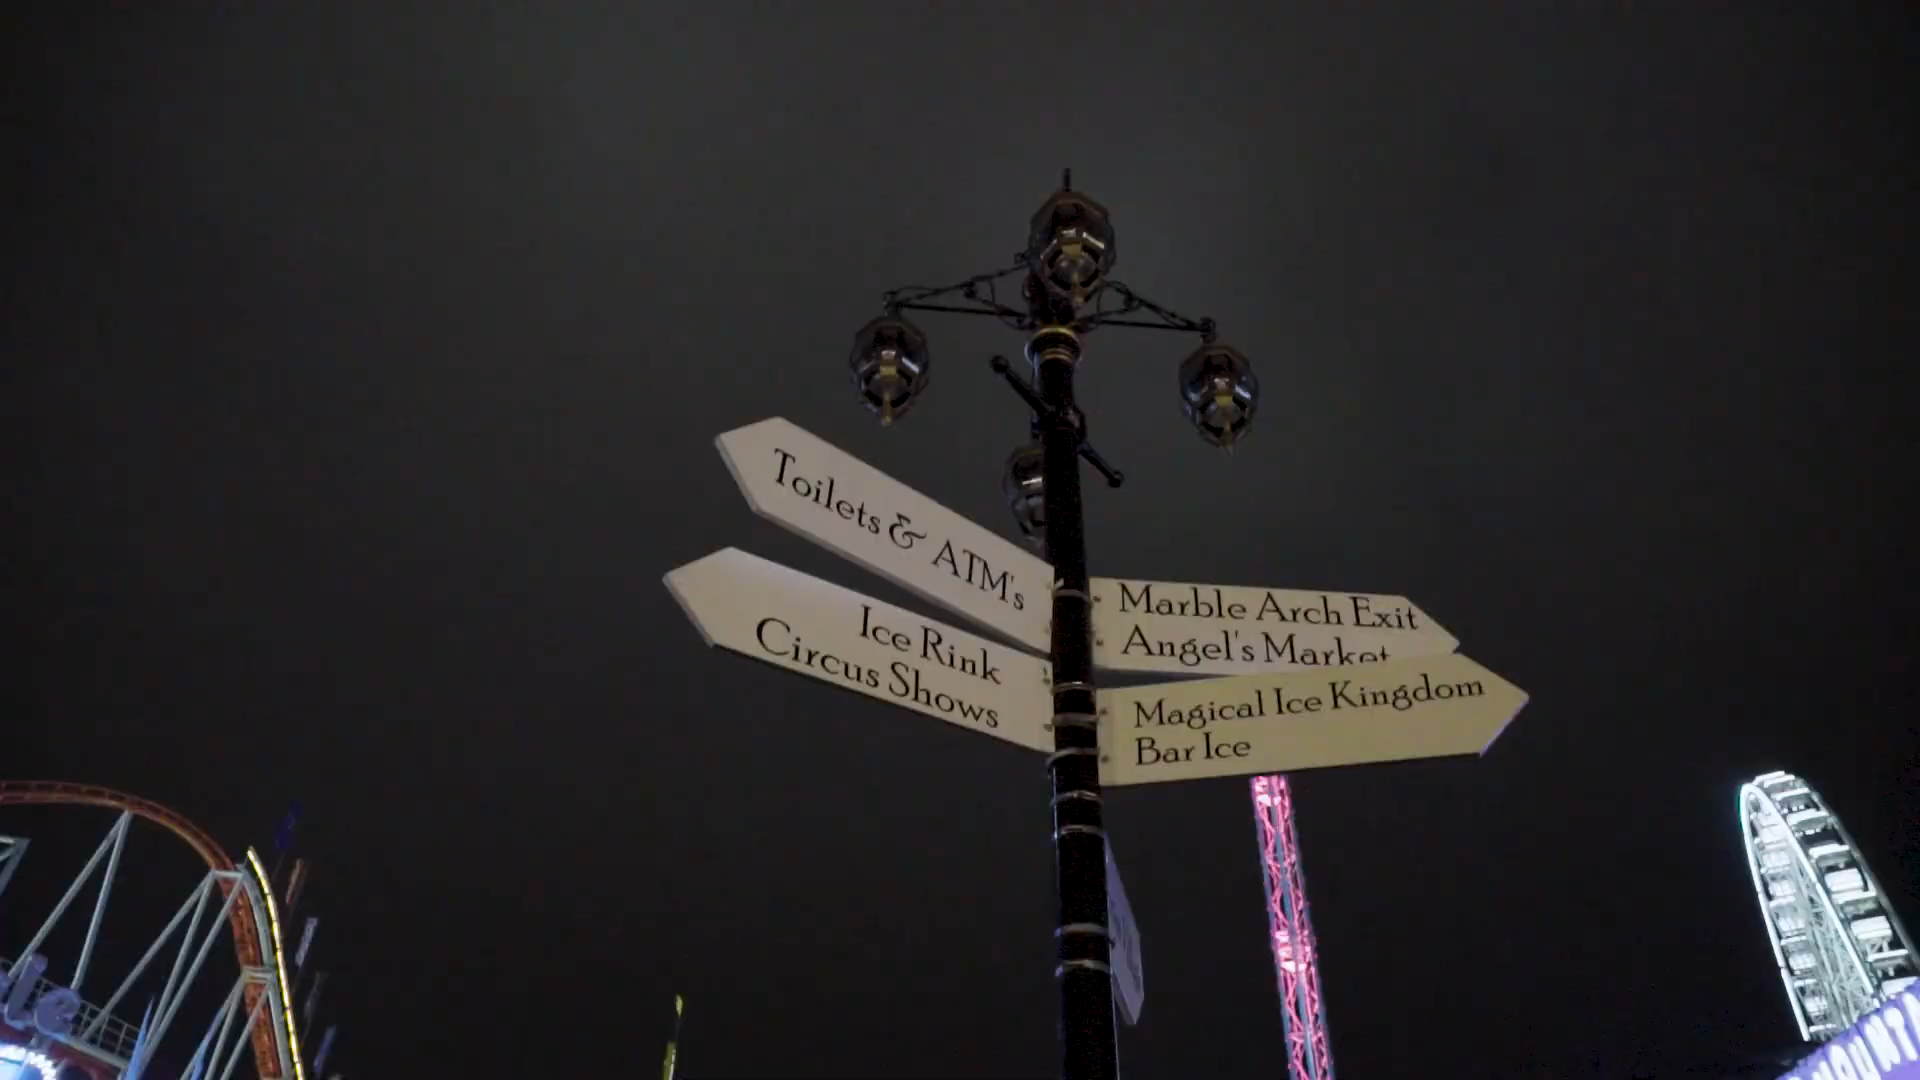 Toilets & ATM's
Ice Rink
Circus Shows
Marble Arch Exit
Angel's Market
Magical Ice Kingdom
Bar Ice